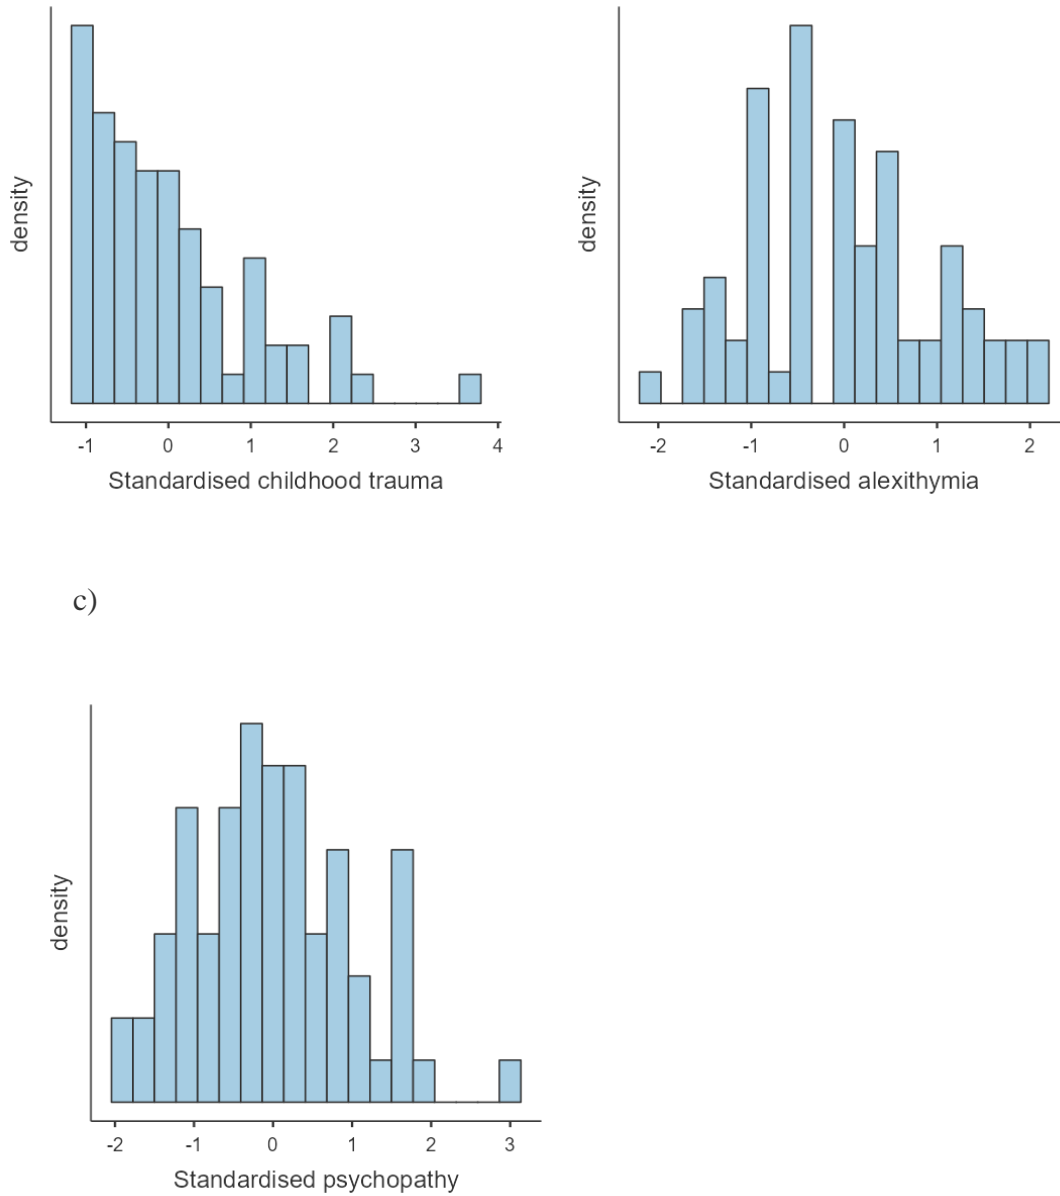 density
-1 0 1 2 3 4
Standardised childhood trauma
density
-2 -1 0 1 2
Standardised alexithymia
c)
density
-2 -1 0 1 2 3
Standardised psychopathy